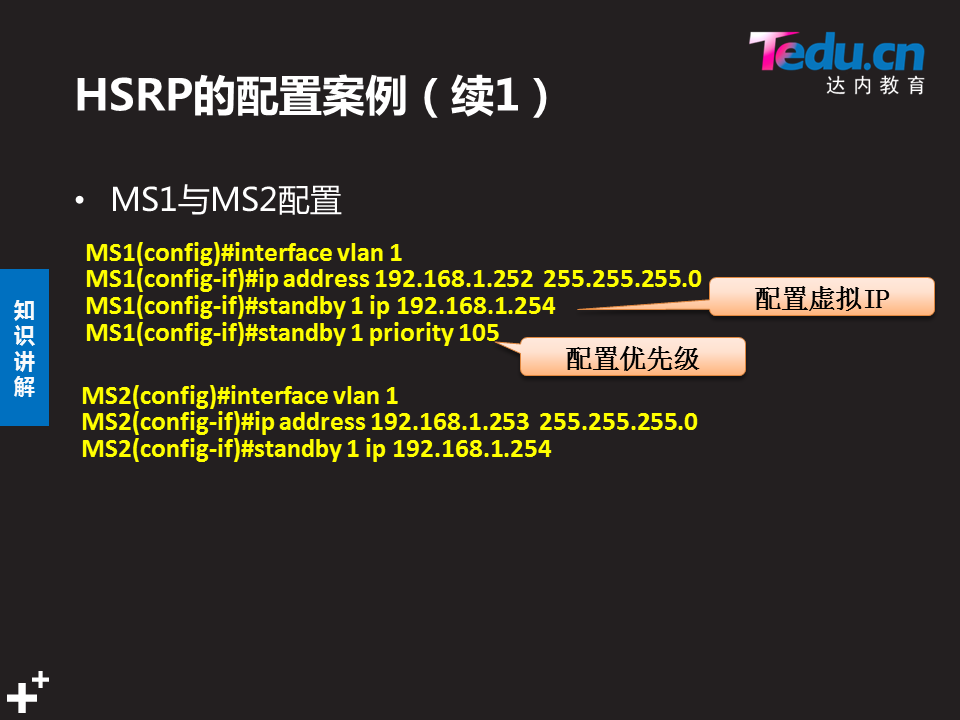 Tedu.cn
达内教育
HSRP的配置案例（续1）
• MS1与MS2配置
MS1(config)#interface vlan 1
MS1(config-if)#ip address 192.168.1.252 255.255.255.0
MS1(config-if)#standby 1 ip 192.168.1.254
配置虚拟IP
MS1(config-if)#standby 1 priority 105
配置优先级
MS2(config)#interface vlan 1
MS2(config-if)#ip address 192.168.1.253 255.255.255.0
MS2(config-if)#standby 1 ip 192.168.1.254
知
识
讲
解